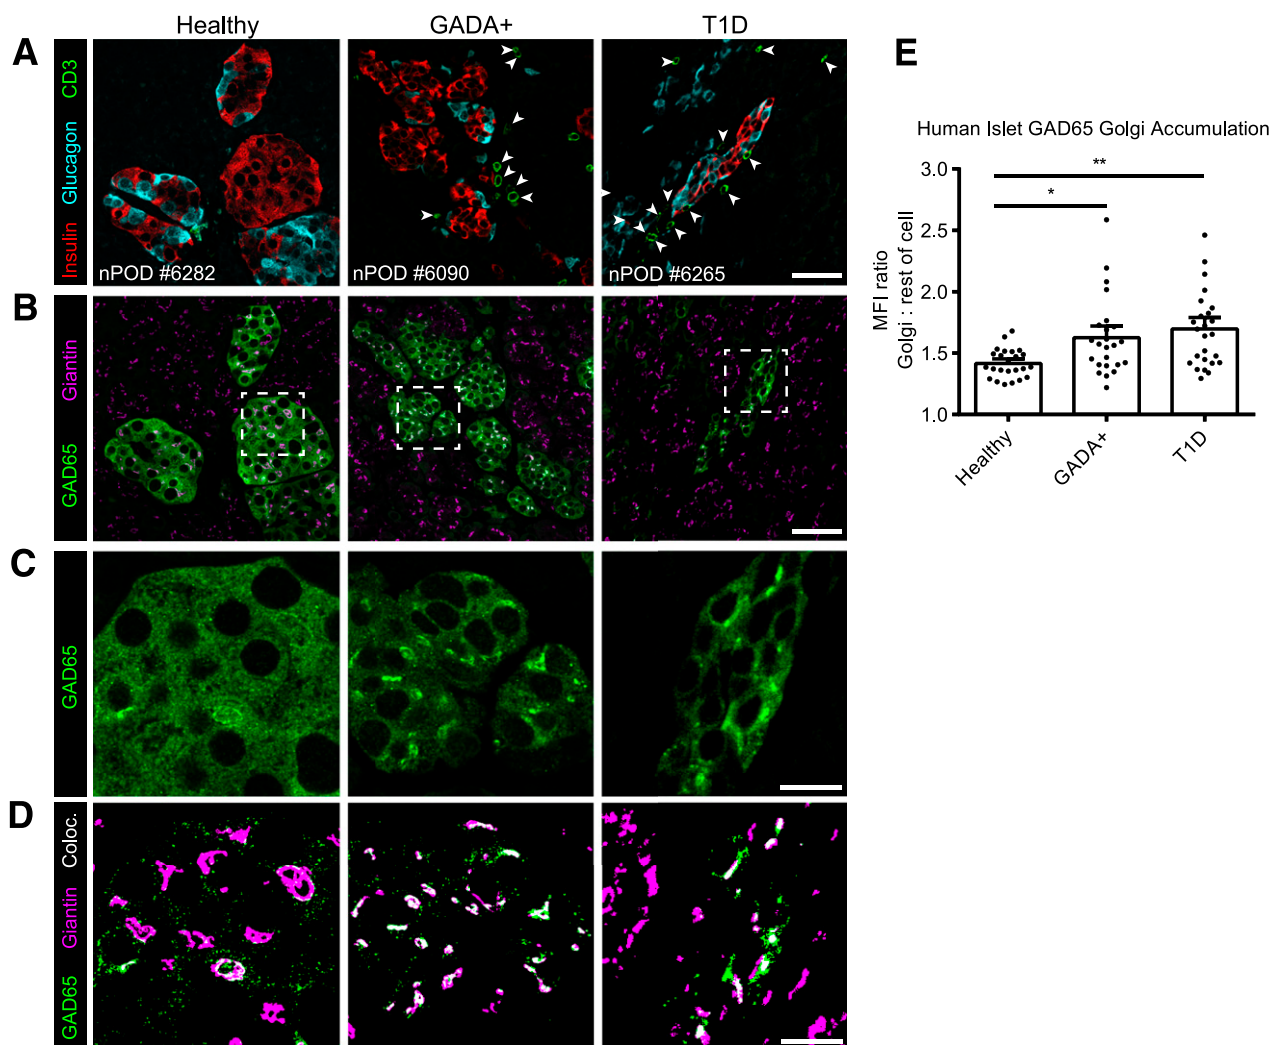 Healthy GADA+ T1D
A
Insulin Glucagon CD3
nPOD #6282 nPOD #6090 nPOD #6265
B
GAD65 Giantin
C
GAD65
D
GAD65 Giantin Coloc.
E
Human Islet GAD65 Golgi Accumulation
MFI ratio
Golgi : rest of cell
3.0
2.5
2.0
1.5
1.0
**
*
Healthy GADA+ T1D